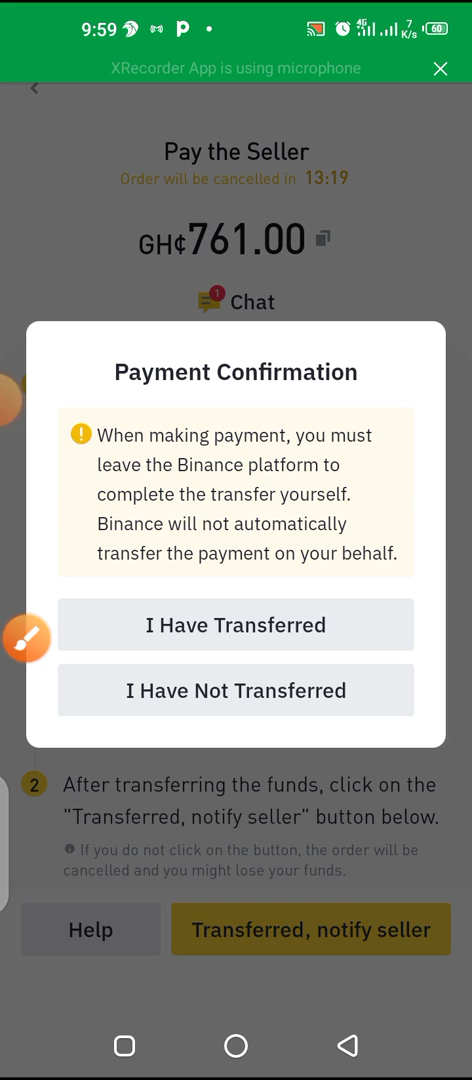 9:59
4G
7
K/s
60
XRecorder App is using microphone
Pay the Seller
Order will be cancelled in 13:19
GH¢761.00
1
Chat
Payment Confirmation
When making payment, you must
leave the Binance platform to
complete the transfer yourself.
Binance will not automatically
transfer the payment on your behalf.
I Have Transferred
I Have Not Transferred
2 After transferring the funds, click on the
"Transferred, notify seller" button below.
If you do not click on the button, the order will be
cancelled and you might lose your funds.
Help
Transferred, notify seller